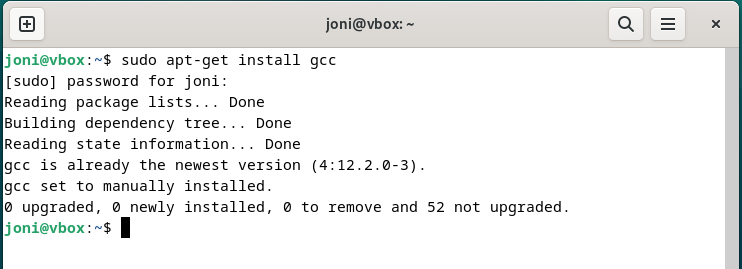 joni@vbox: ~
joni@vbox:~$ sudo apt-get install gcc
[sudo] password for joni:
Reading package lists... Done
Building dependency tree... Done
Reading state information... Done
gcc is already the newest version (4:12.2.0-3).
gcc set to manually installed.
0 upgraded, 0 newly installed, 0 to remove and 52 not upgraded.
joni@vbox:~$